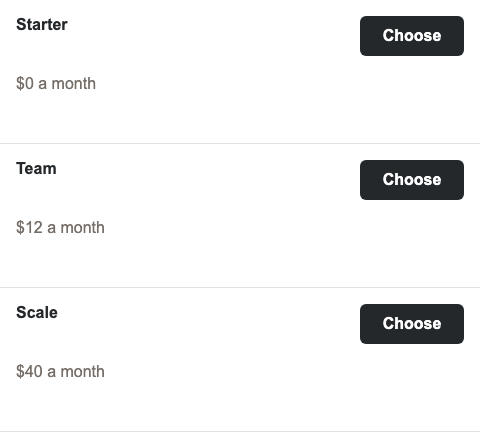 Starter
Choose
$0 a month
Team
Choose
$12 a month
Scale
Choose
$40 a month